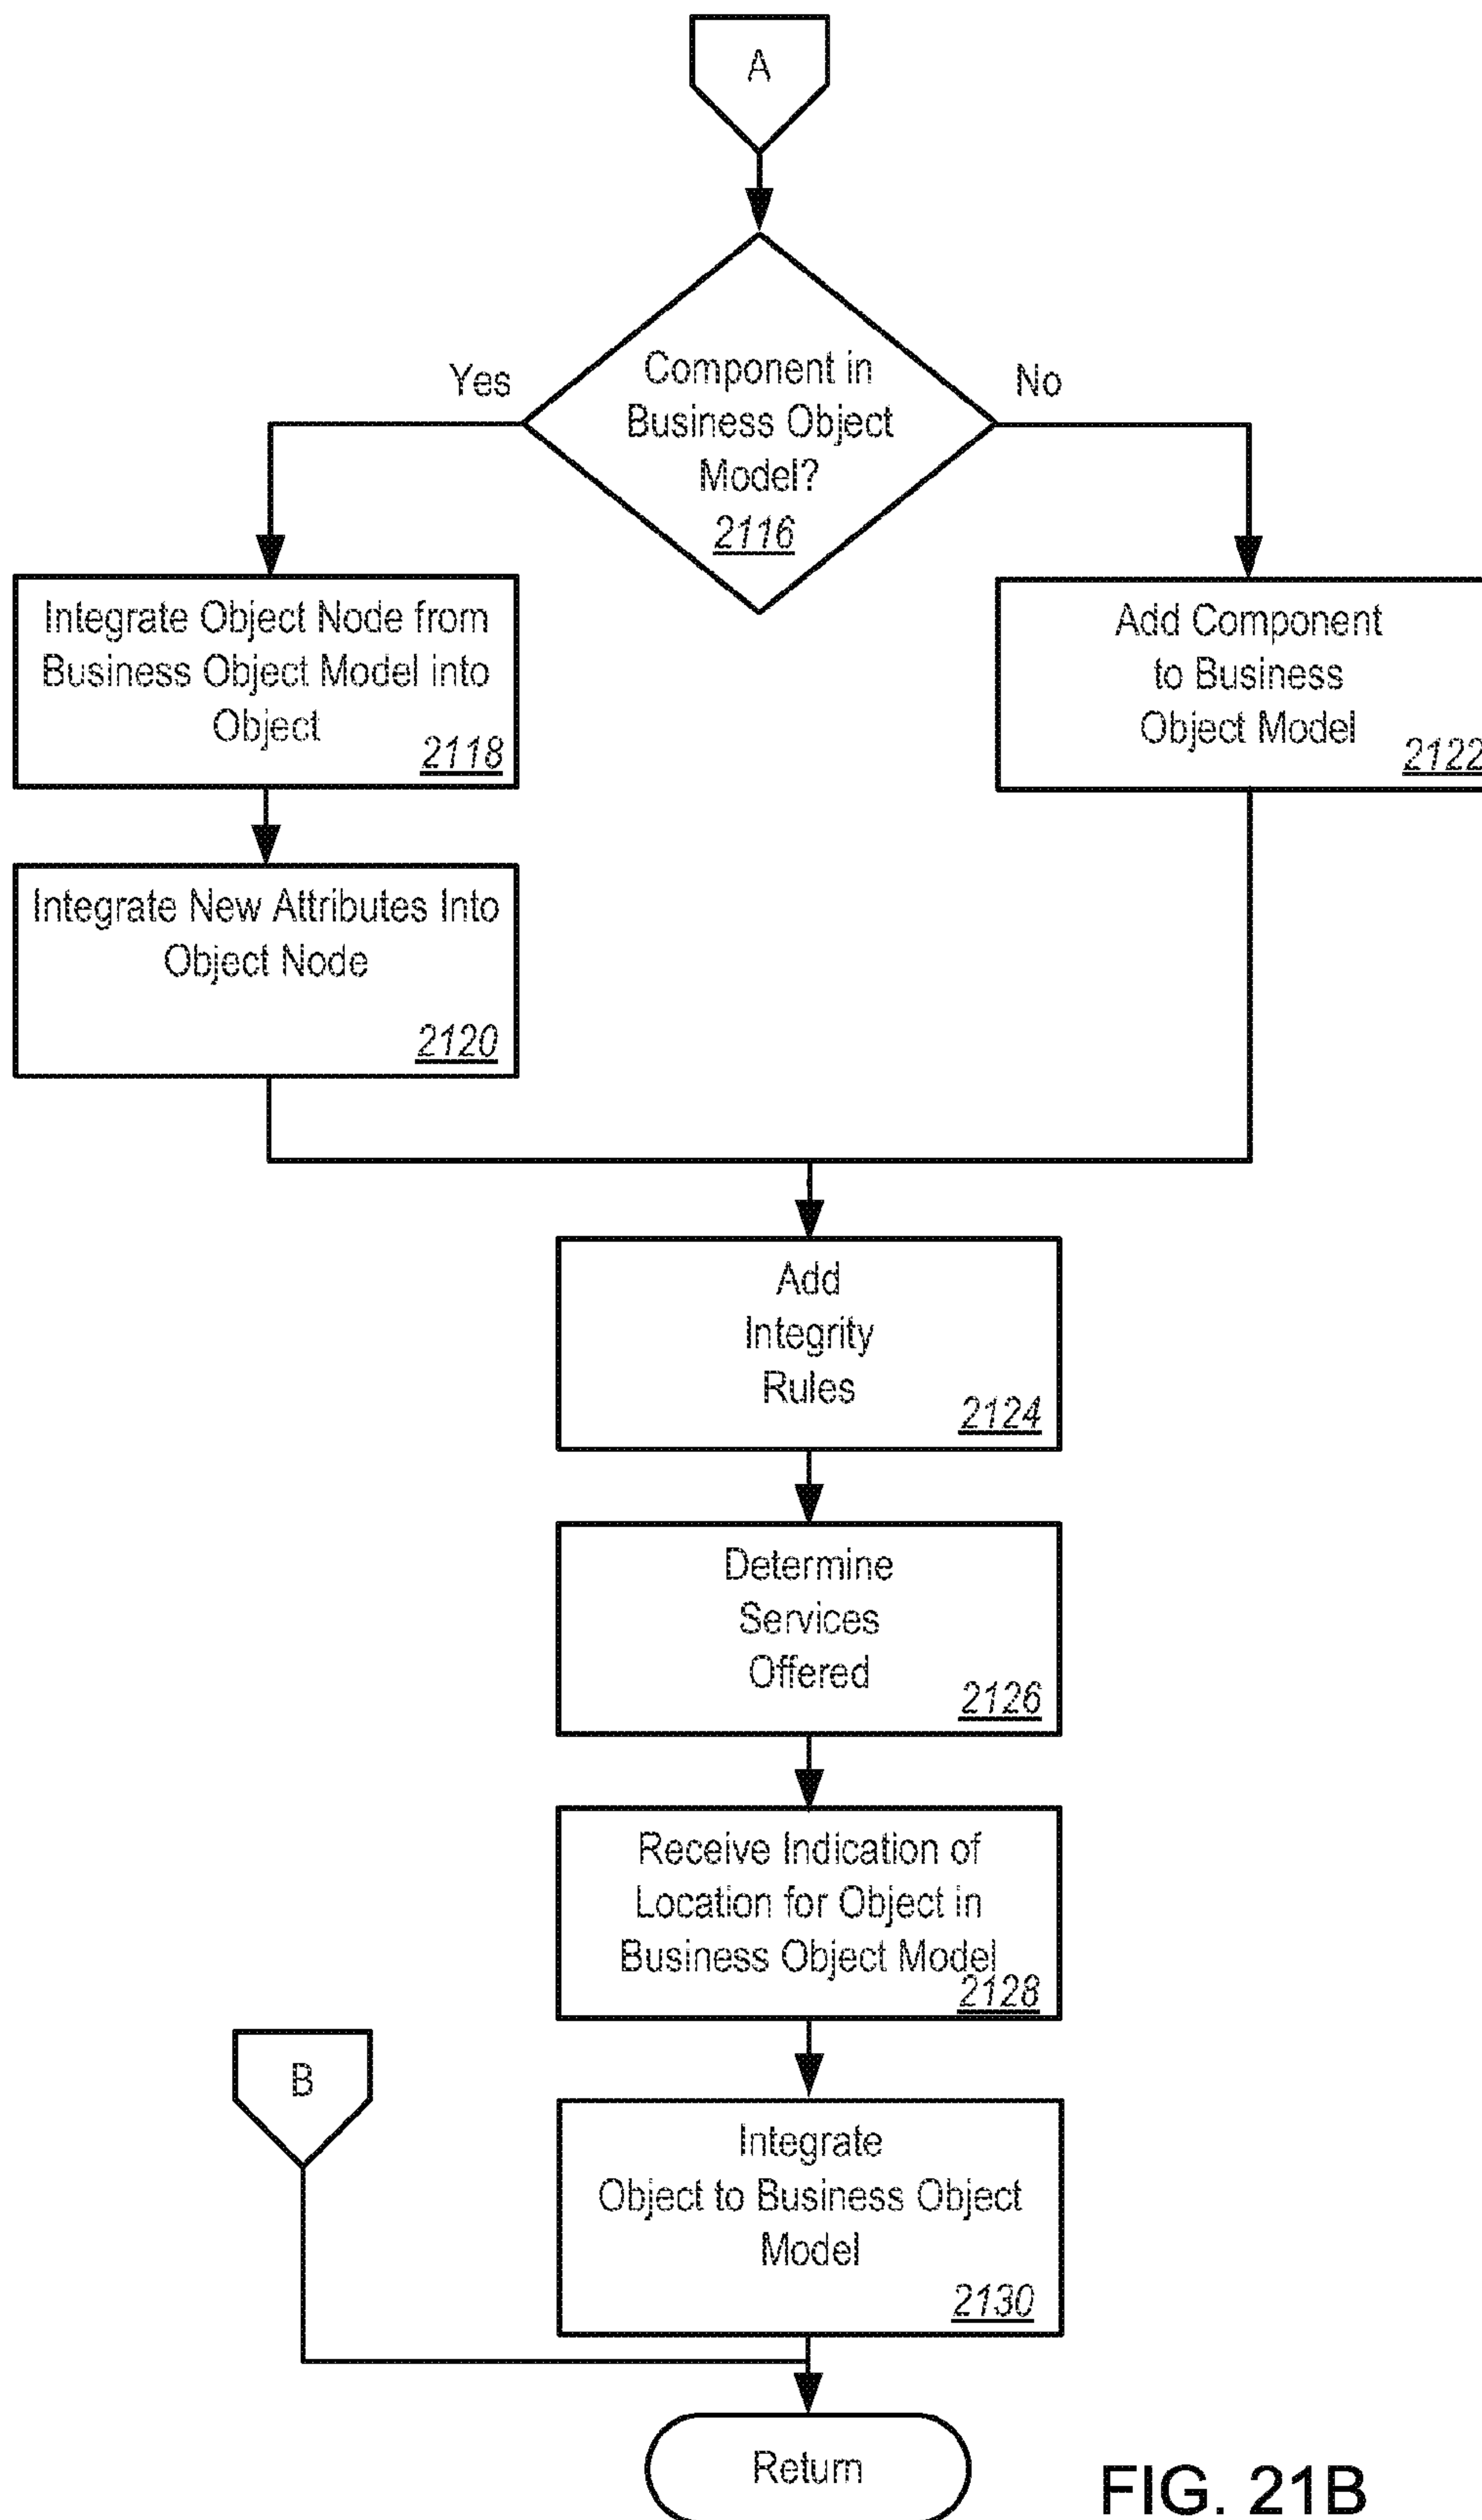 A
Yes
Component in
Business Object
Model?
2116
No
Integrate Object Node from
Business Object Model into
Object
2118
Add Component
to Business
Object Model
2122
Integrate New Attributes Into
Object Node
2120
Add
Integrity
Rules
2124
Determine
Services
Offered
2126
Receive Indication of
Location for Object in
Business Object Model
2128
B
Integrate
Object to Business Object
Model
2130
Return
FIG. 21B